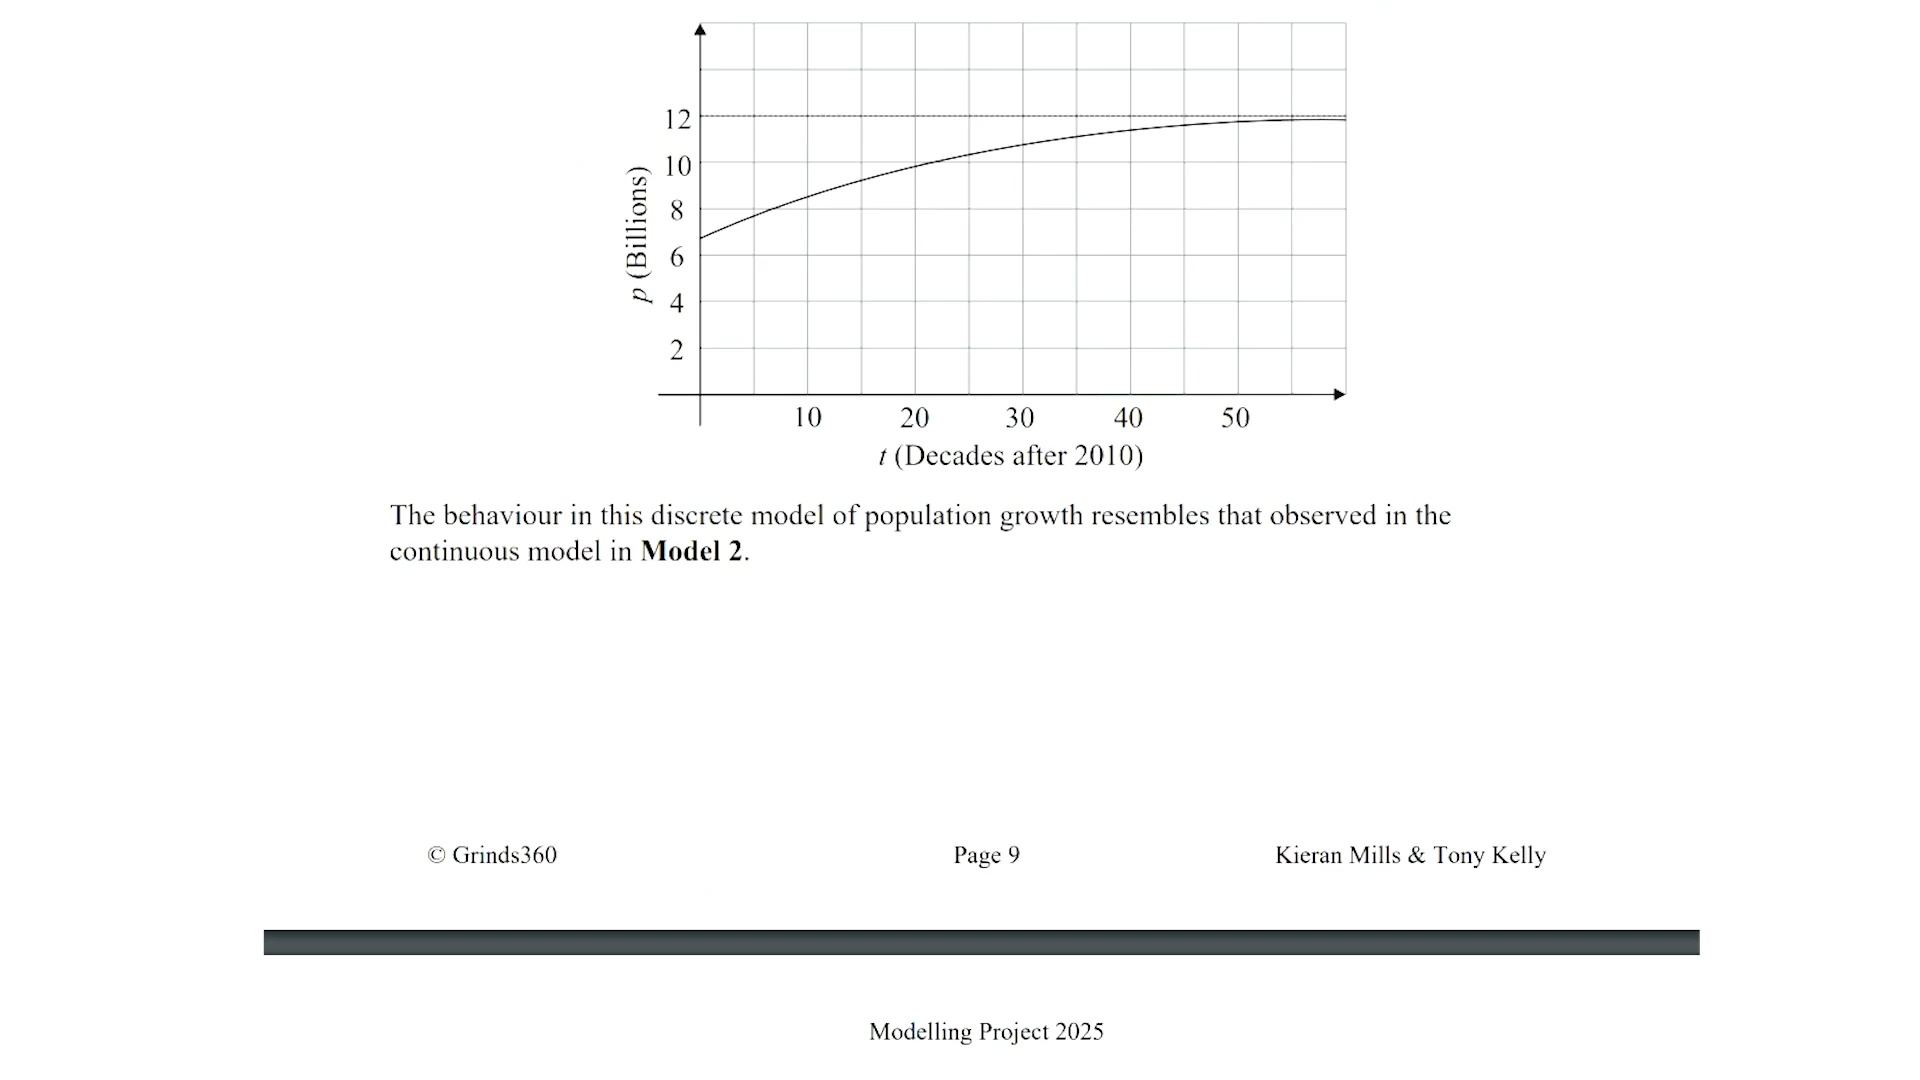 12
10
8
6
4
2
p (Billions)
10 20 30 40 50
t (Decades after 2010)
The behaviour in this discrete model of population growth resembles that observed in the
continuous model in Model 2.
© Grinds360 Page 9 Kieran Mills & Tony Kelly
Modelling Project 2025